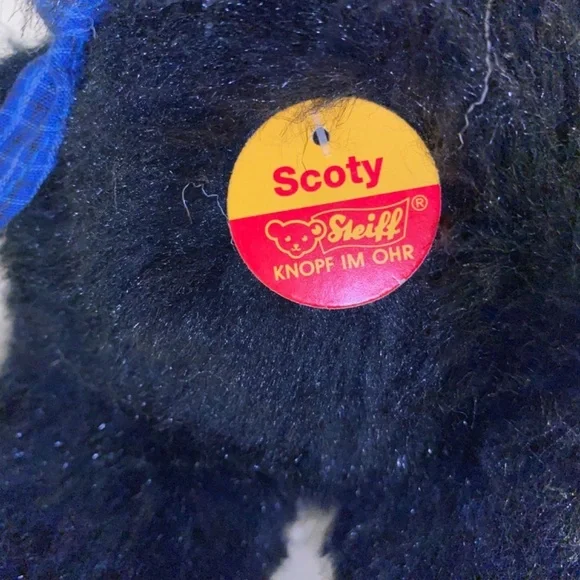 Scoty
Steiff ®
KNOPF IM OHR